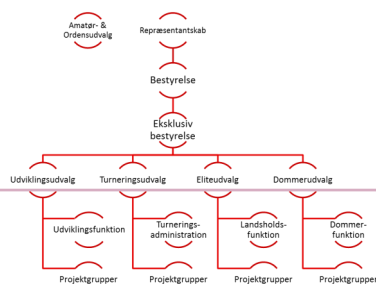 Amatør- &
Ordensudvalg
Repræsentantskab
Bestyrelse
Eksklusiv
bestyrelse
Udviklingsudvalg
Turneringsudvalg
Eliteudvalg
Dommerudvalg
Udviklingsfunktion
Turnerings-
administration
Landsholds-
funktion
Dommer-
funktion
Projektgrupper
Projektgrupper
Projektgrupper
Projektgrupper